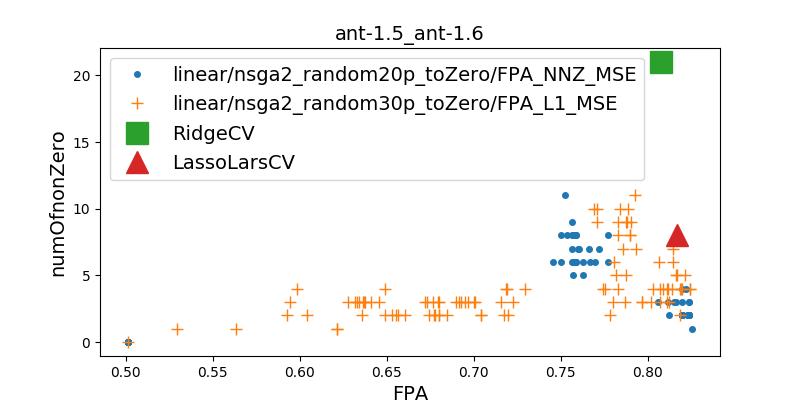 ant-1.5_ant-1.6
linear/nsga2_random20p_toZero/FPA_NNZ_MSE
linear/nsga2_random30p_toZero/FPA_L1_MSE
RidgeCV
LassoLarsCV
numOfnonZero
20
15
10
5
0
0.50 0.55 0.60 0.65 0.70 0.75 0.80
FPA